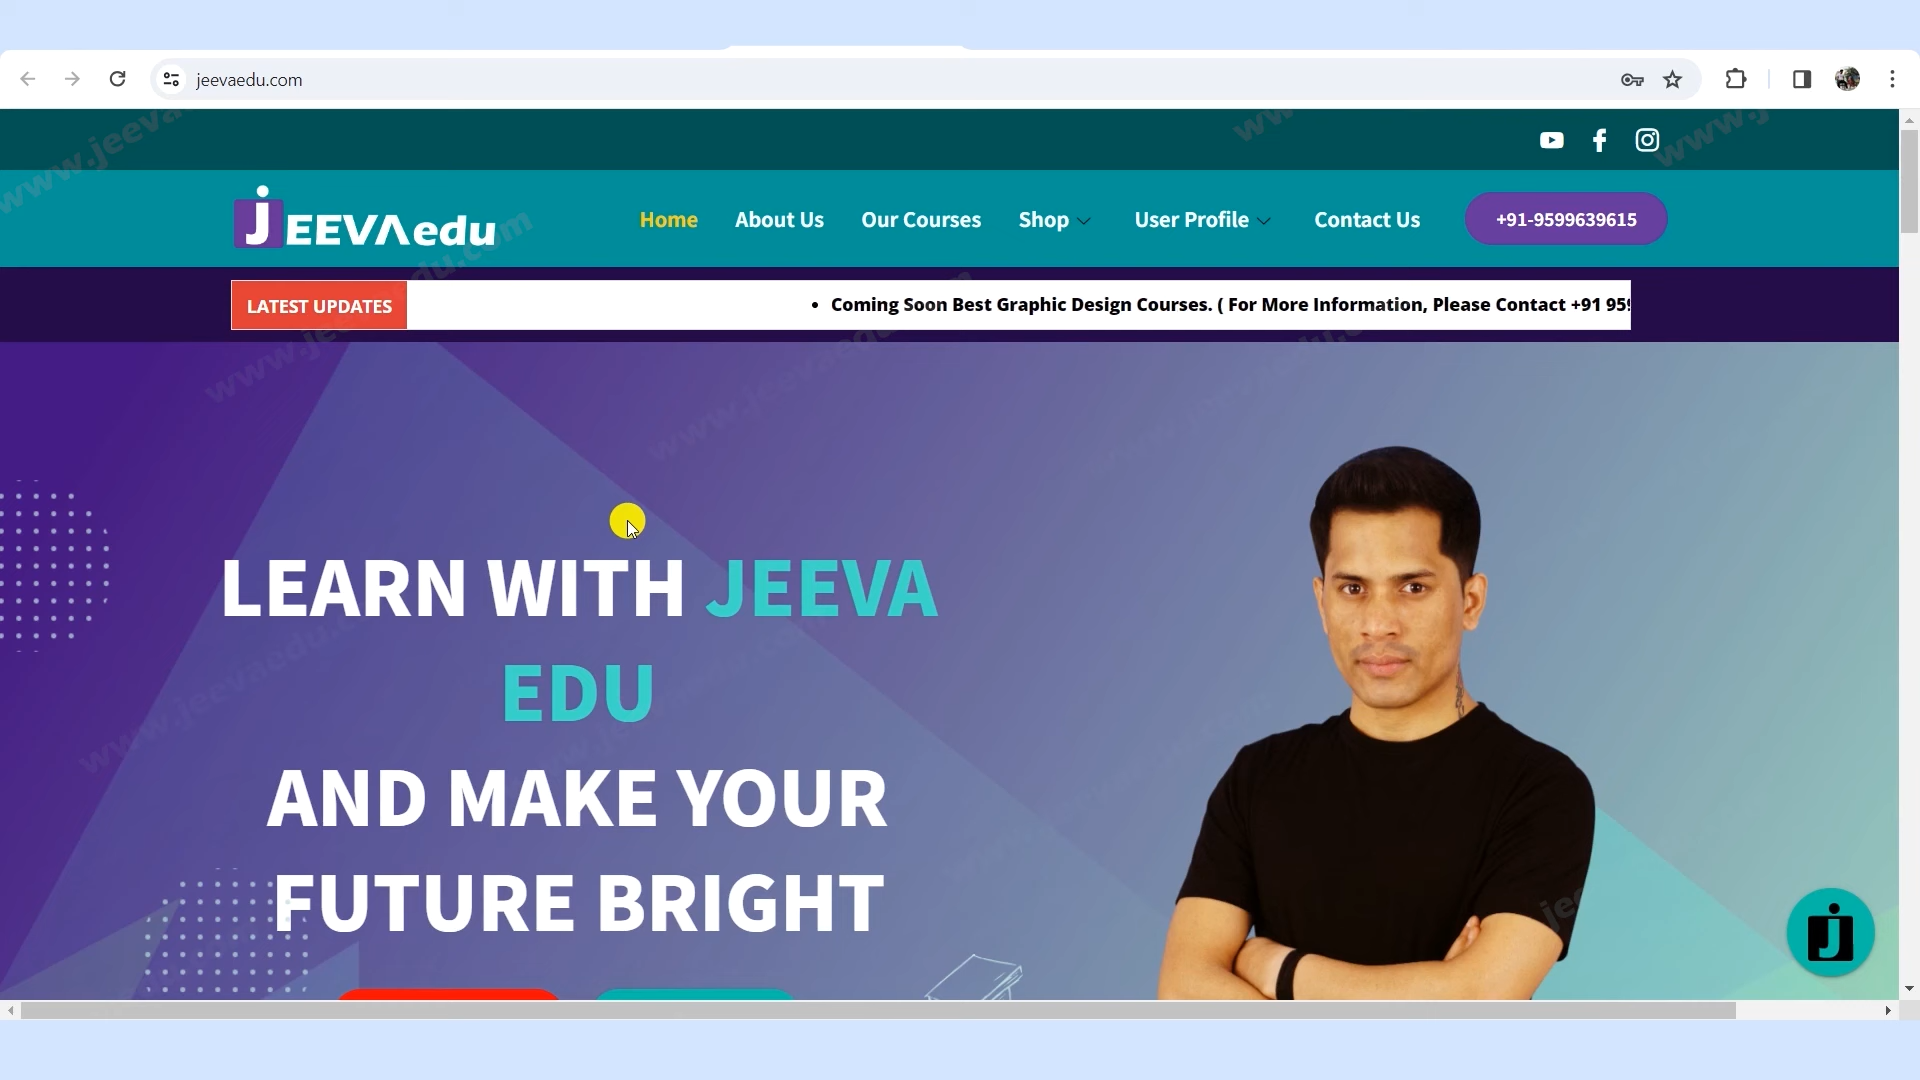 jeevaedu.com
JEEVA edu
Home About Us Our Courses Shop User Profile Contact Us +91-9599639615
LATEST UPDATES
• Coming Soon Best Graphic Design Courses. ( For More Information, Please Contact +91 95
LEARN WITH JEEVA
EDU
AND MAKE YOUR
FUTURE BRIGHT